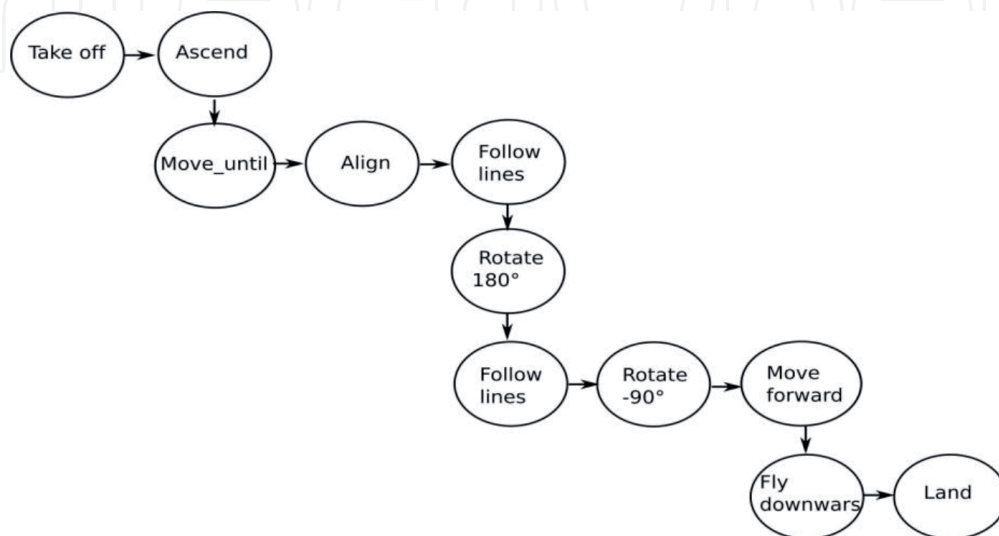 Take off
Ascend
Move_until
Align
Follow
lines
Rotate
180°
Follow
lines
Rotate
-90°
Move
forward
Fly
downwars
Land